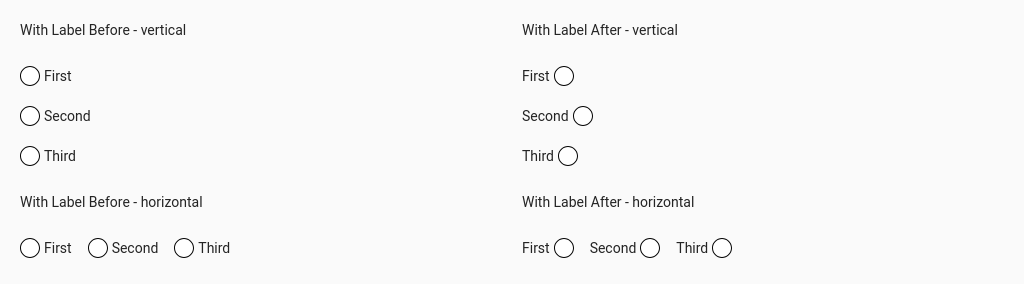 With Label Before - vertical
First
Second
Third
With Label Before - horizontal
First Second Third
With Label After - vertical
First
Second
Third
With Label After - horizontal
First Second Third